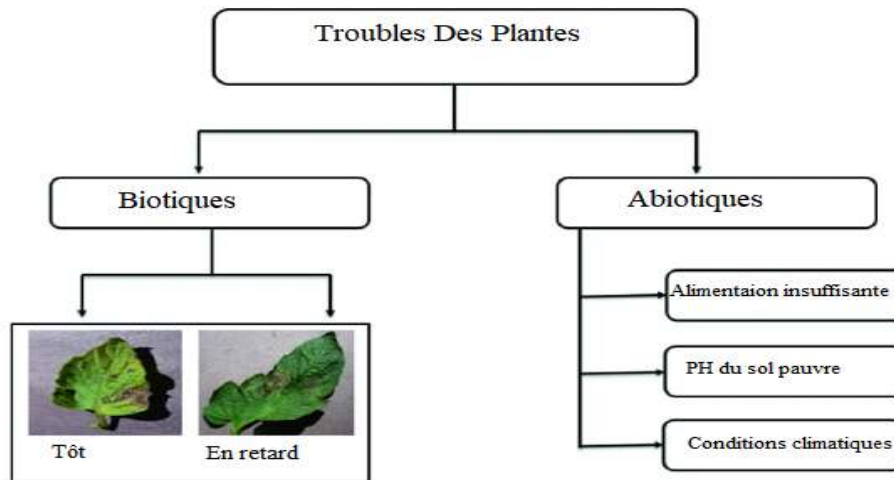 Troubles Des Plantes
Biotiques
Abiotiques
Alimentaion insuffisante
PH du sol pauvre
Conditions climatiques
Tôt
En retard